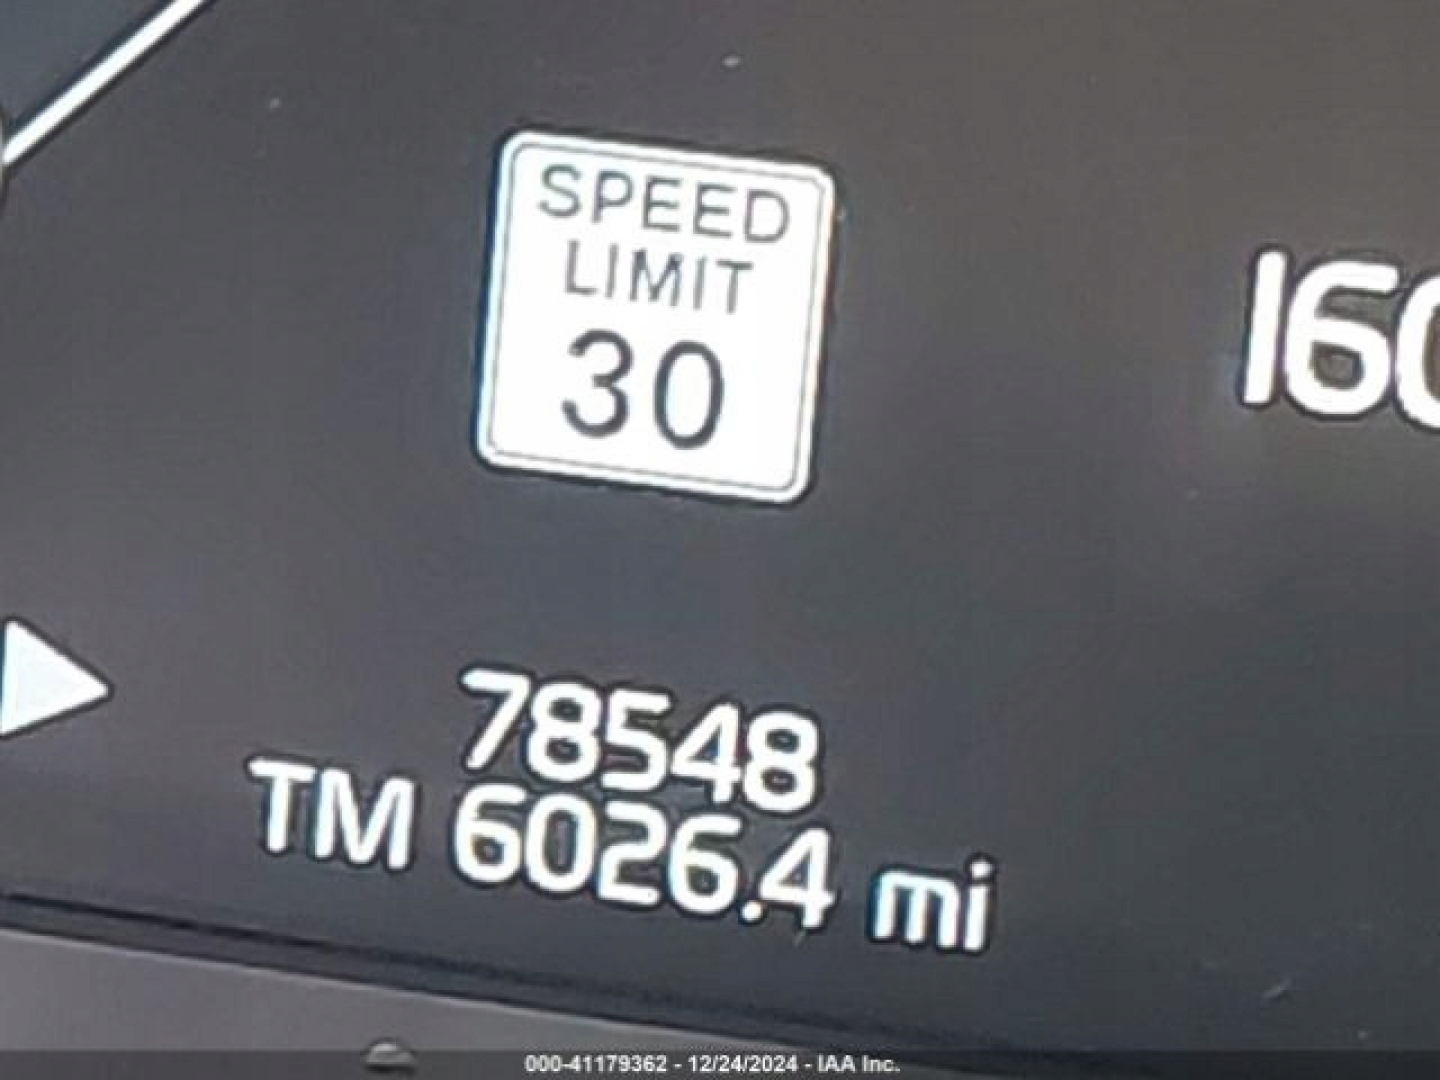 SPEED
LIMIT
30
160
78548
TM 6026.4 mi
000-41179362 - 12/24/2024 - IAA Inc.